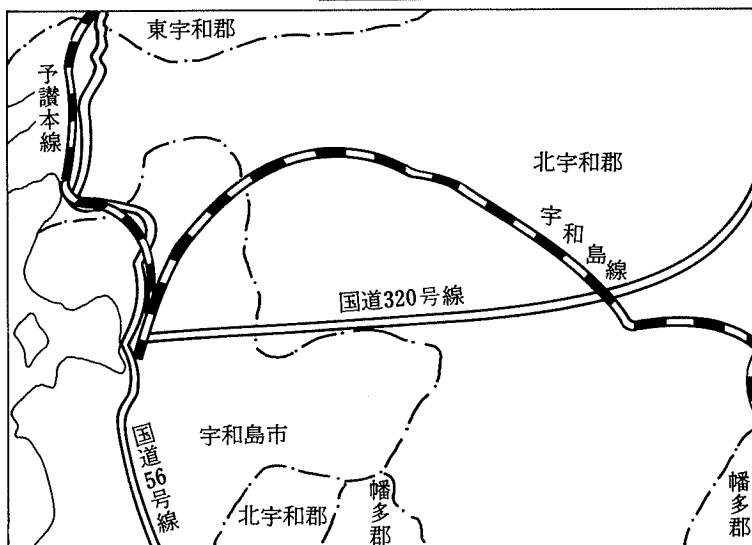 東宇和郡
予讃本線
北宇和郡
宇和島線
国道320号線
宇和島市
国道56号線
北宇和郡
幡多郡
幡多郡